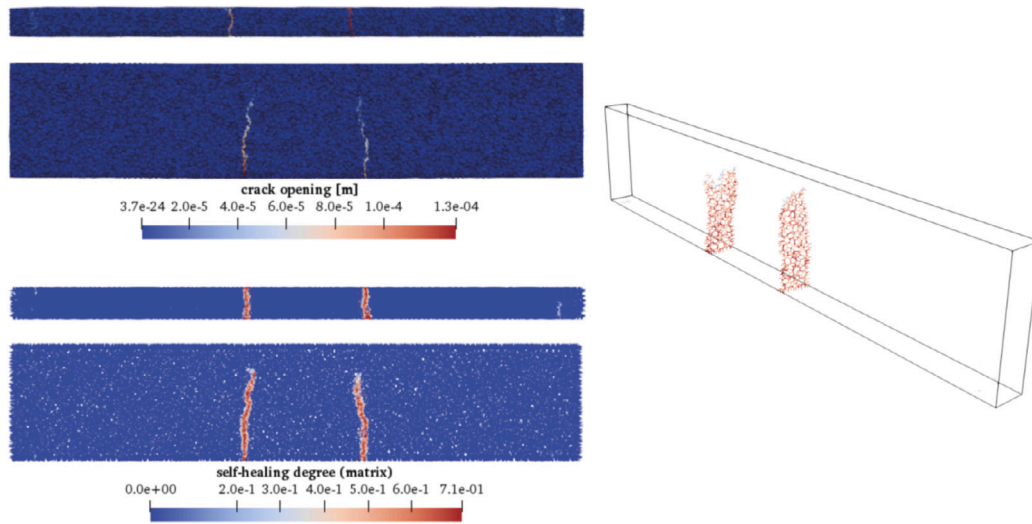 crack opening [m]
3.7e-24 2.0e-5 4.0e-5 6.0e-5 8.0e-5 1.0e-4 1.3e-04
self-healing degree (matrix)
0.0e+00 2.0e-1 3.0e-1 4.0e-1 5.0e-1 6.0e-1 7.1e-01